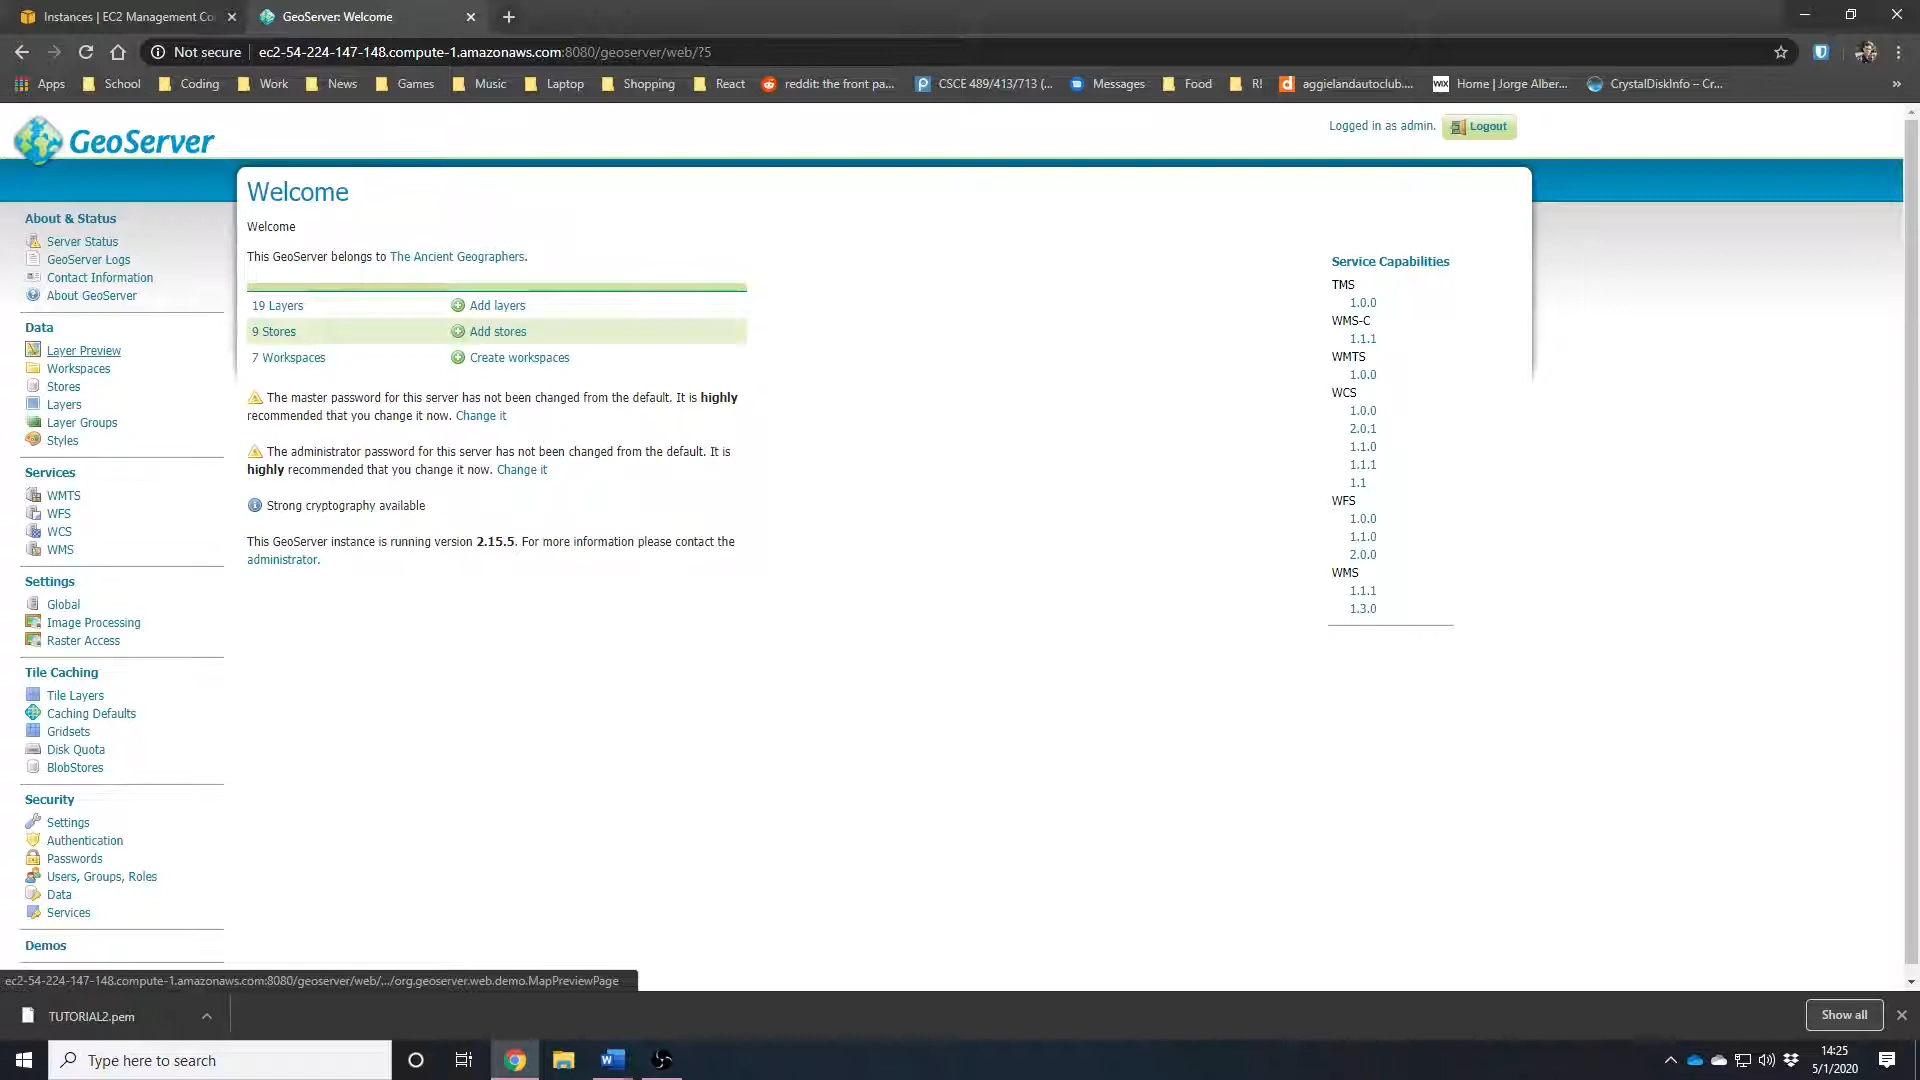 Instances | EC2 Management Co
GeoServer: Welcome
Not secure
ec2-54-224-147-148.compute-1.amazonaws.com:8080/geoserver/web/?5
Apps
School
Coding
Work
News
Games
Music
Laptop
Shopping
React
reddit: the front pa...
CSCE 489/413/713 (...
Messages
Food
R!
aggielandautoclub....
WIX
Home | Jorge Alber...
CrystalDiskInfo – Cr...
»
GeoServer
Logged in as admin.
Logout
About & Status
Server Status
GeoServer Logs
Contact Information
About GeoServer
Data
Layer Preview
Workspaces
Stores
Layers
Layer Groups
Styles
Services
WMTS
WFS
WCS
WMS
Settings
Global
Image Processing
Raster Access
Tile Caching
Tile Layers
Caching Defaults
Gridsets
Disk Quota
BlobStores
Security
Settings
Authentication
Passwords
Users, Groups, Roles
Data
Services
Demos
Welcome
Welcome
This GeoServer belongs to The Ancient Geographers.
19 Layers
Add layers
9 Stores
Add stores
7 Workspaces
Create workspaces
The master password for this server has not been changed from the default. It is highly
recommended that you change it now. Change it
The administrator password for this server has not been changed from the default. It is
highly recommended that you change it now. Change it
Strong cryptography available
This GeoServer instance is running version 2.15.5. For more information please contact the
administrator.
Service Capabilities
TMS
1.0.0
WMS-C
1.1.1
WMTS
1.0.0
WCS
1.0.0
2.0.1
1.1.0
1.1.1
1.1
WFS
1.0.0
1.1.0
2.0.0
WMS
1.1.1
1.3.0
ec2-54-224-147-148.compute-1.amazonaws.com:8080/geoserver/web/.../org.geoserver.web.demo.MapPreviewPage
TUTORIAL2.pem
Show all
Type here to search
14:25
5/1/2020